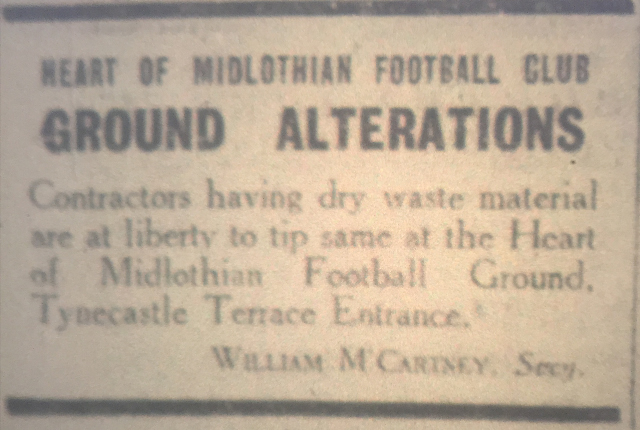 HEART OF MIDLOTHIAN FOOTBALL CLUB
GROUND ALTERATIONS
Contractors having dry waste material
are at liberty to tip same at the Heart
of Midlothian Football Ground,
Tynecastle Terrace Entrance.
WILLIAM M'CARTNEY, Secy.